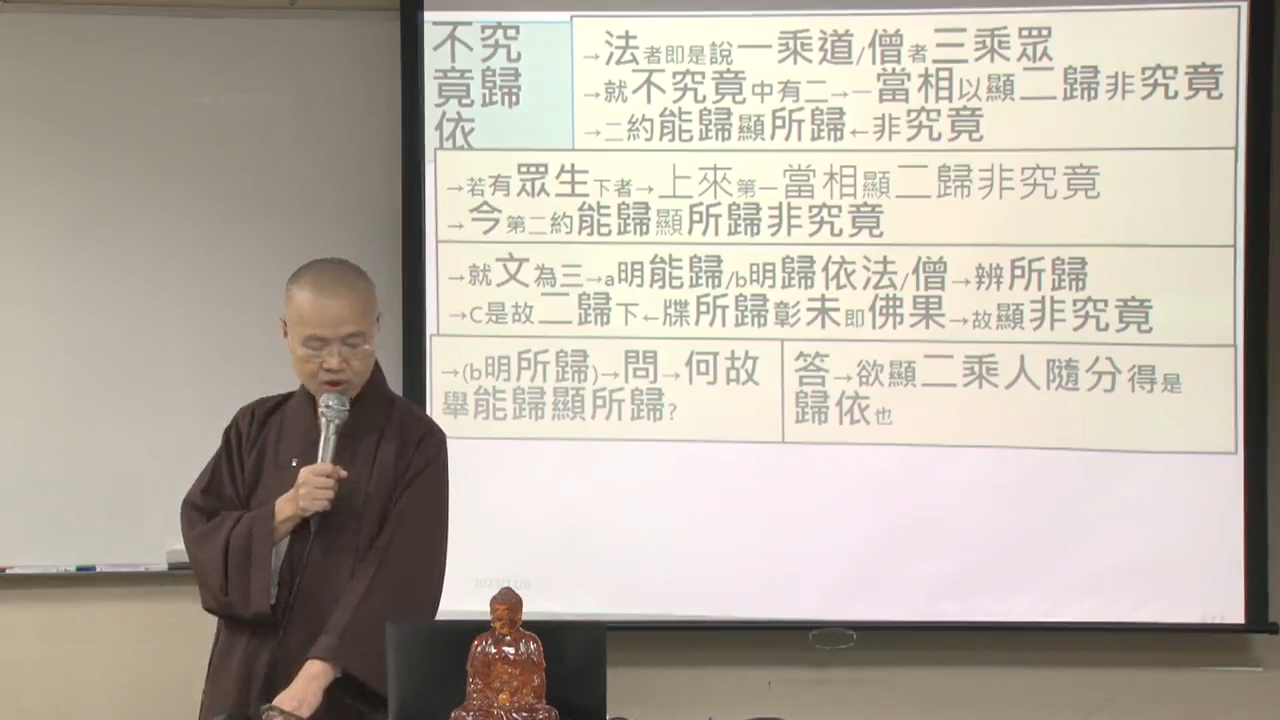 不究
竟歸
依
→法者即是說一乘道/僧者三乘眾
→就不究竟中有二→一當相以顯二歸非究竟
→二約能歸顯所歸←非究竟
→若有眾生下者→上來第一當相顯二歸非究竟
→今第二約能歸顯所歸非究竟
→就文為三→a明能歸/b明歸依法/僧→辨所歸
→C是故二歸下←牒所歸彰未即佛果→故顯非究竟
→(b明所歸)→問→何故
舉能歸顯所歸?
答→欲顯二乘人隨分得是
歸依也
2023/11/6